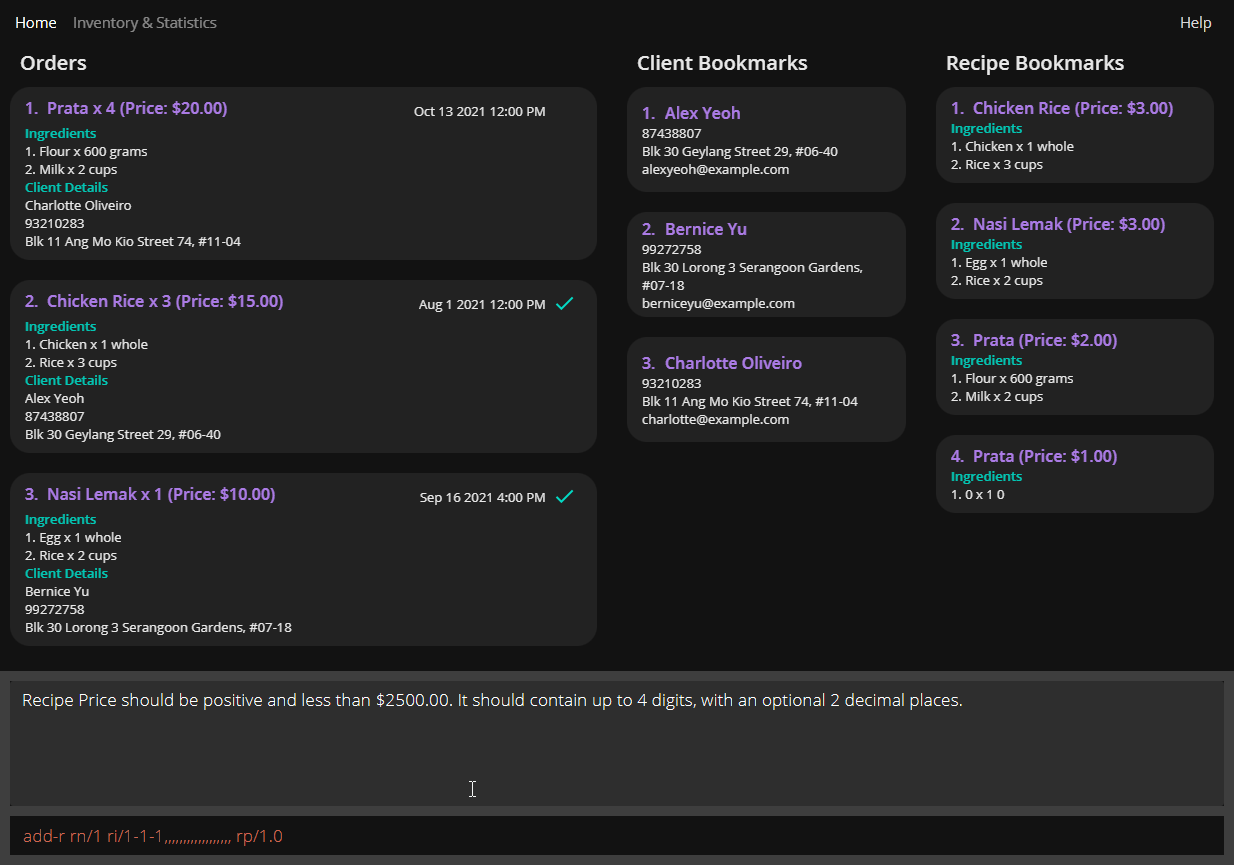 Home Inventory & Statistics Help
Orders
1. Prata x 4 (Price: $20.00)
Oct 13 2021 12:00 PM
Ingredients
1. Flour x 600 grams
2. Milk x 2 cups
Client Details
Charlotte Oliveiro
93210283
Blk 11 Ang Mo Kio Street 74, #11-04
2. Chicken Rice x 3 (Price: $15.00)
Aug 1 2021 12:00 PM
Ingredients
1. Chicken x 1 whole
2. Rice x 3 cups
Client Details
Alex Yeoh
87438807
Blk 30 Geylang Street 29, #06-40
3. Nasi Lemak x 1 (Price: $10.00)
Sep 16 2021 4:00 PM
Ingredients
1. Egg x 1 whole
2. Rice x 2 cups
Client Details
Bernice Yu
99272758
Blk 30 Lorong 3 Serangoon Gardens, #07-18
Client Bookmarks
1. Alex Yeoh
87438807
Blk 30 Geylang Street 29, #06-40
alexyeoh@example.com
2. Bernice Yu
99272758
Blk 30 Lorong 3 Serangoon Gardens,
#07-18
berniceyu@example.com
3. Charlotte Oliveiro
93210283
Blk 11 Ang Mo Kio Street 74, #11-04
charlotte@example.com
Recipe Bookmarks
1. Chicken Rice (Price: $3.00)
Ingredients
1. Chicken x 1 whole
2. Rice x 3 cups
2. Nasi Lemak (Price: $3.00)
Ingredients
1. Egg x 1 whole
2. Rice x 2 cups
3. Prata (Price: $2.00)
Ingredients
1. Flour x 600 grams
2. Milk x 2 cups
4. Prata (Price: $1.00)
Ingredients
1. 0 x 1 0
Recipe Price should be positive and less than $2500.00. It should contain up to 4 digits, with an optional 2 decimal places.
add-r rn/1 ri/1-1-1,,,,,,,,,,,,,,,,,, rp/1.0